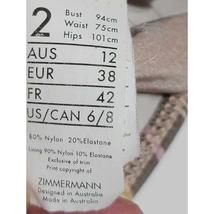 2
Bust 94cm
Waist 75cm
Hips 101cm
AUS 12
EUR 38
FR 42
US/CAN 6/8
80% Nylon 20% Elastane
Lining 90% Nylon 10% Elastane
Exclusive of trim
Print copyright of
ZIMMERMANN
Designed in Australia
Made in Australia